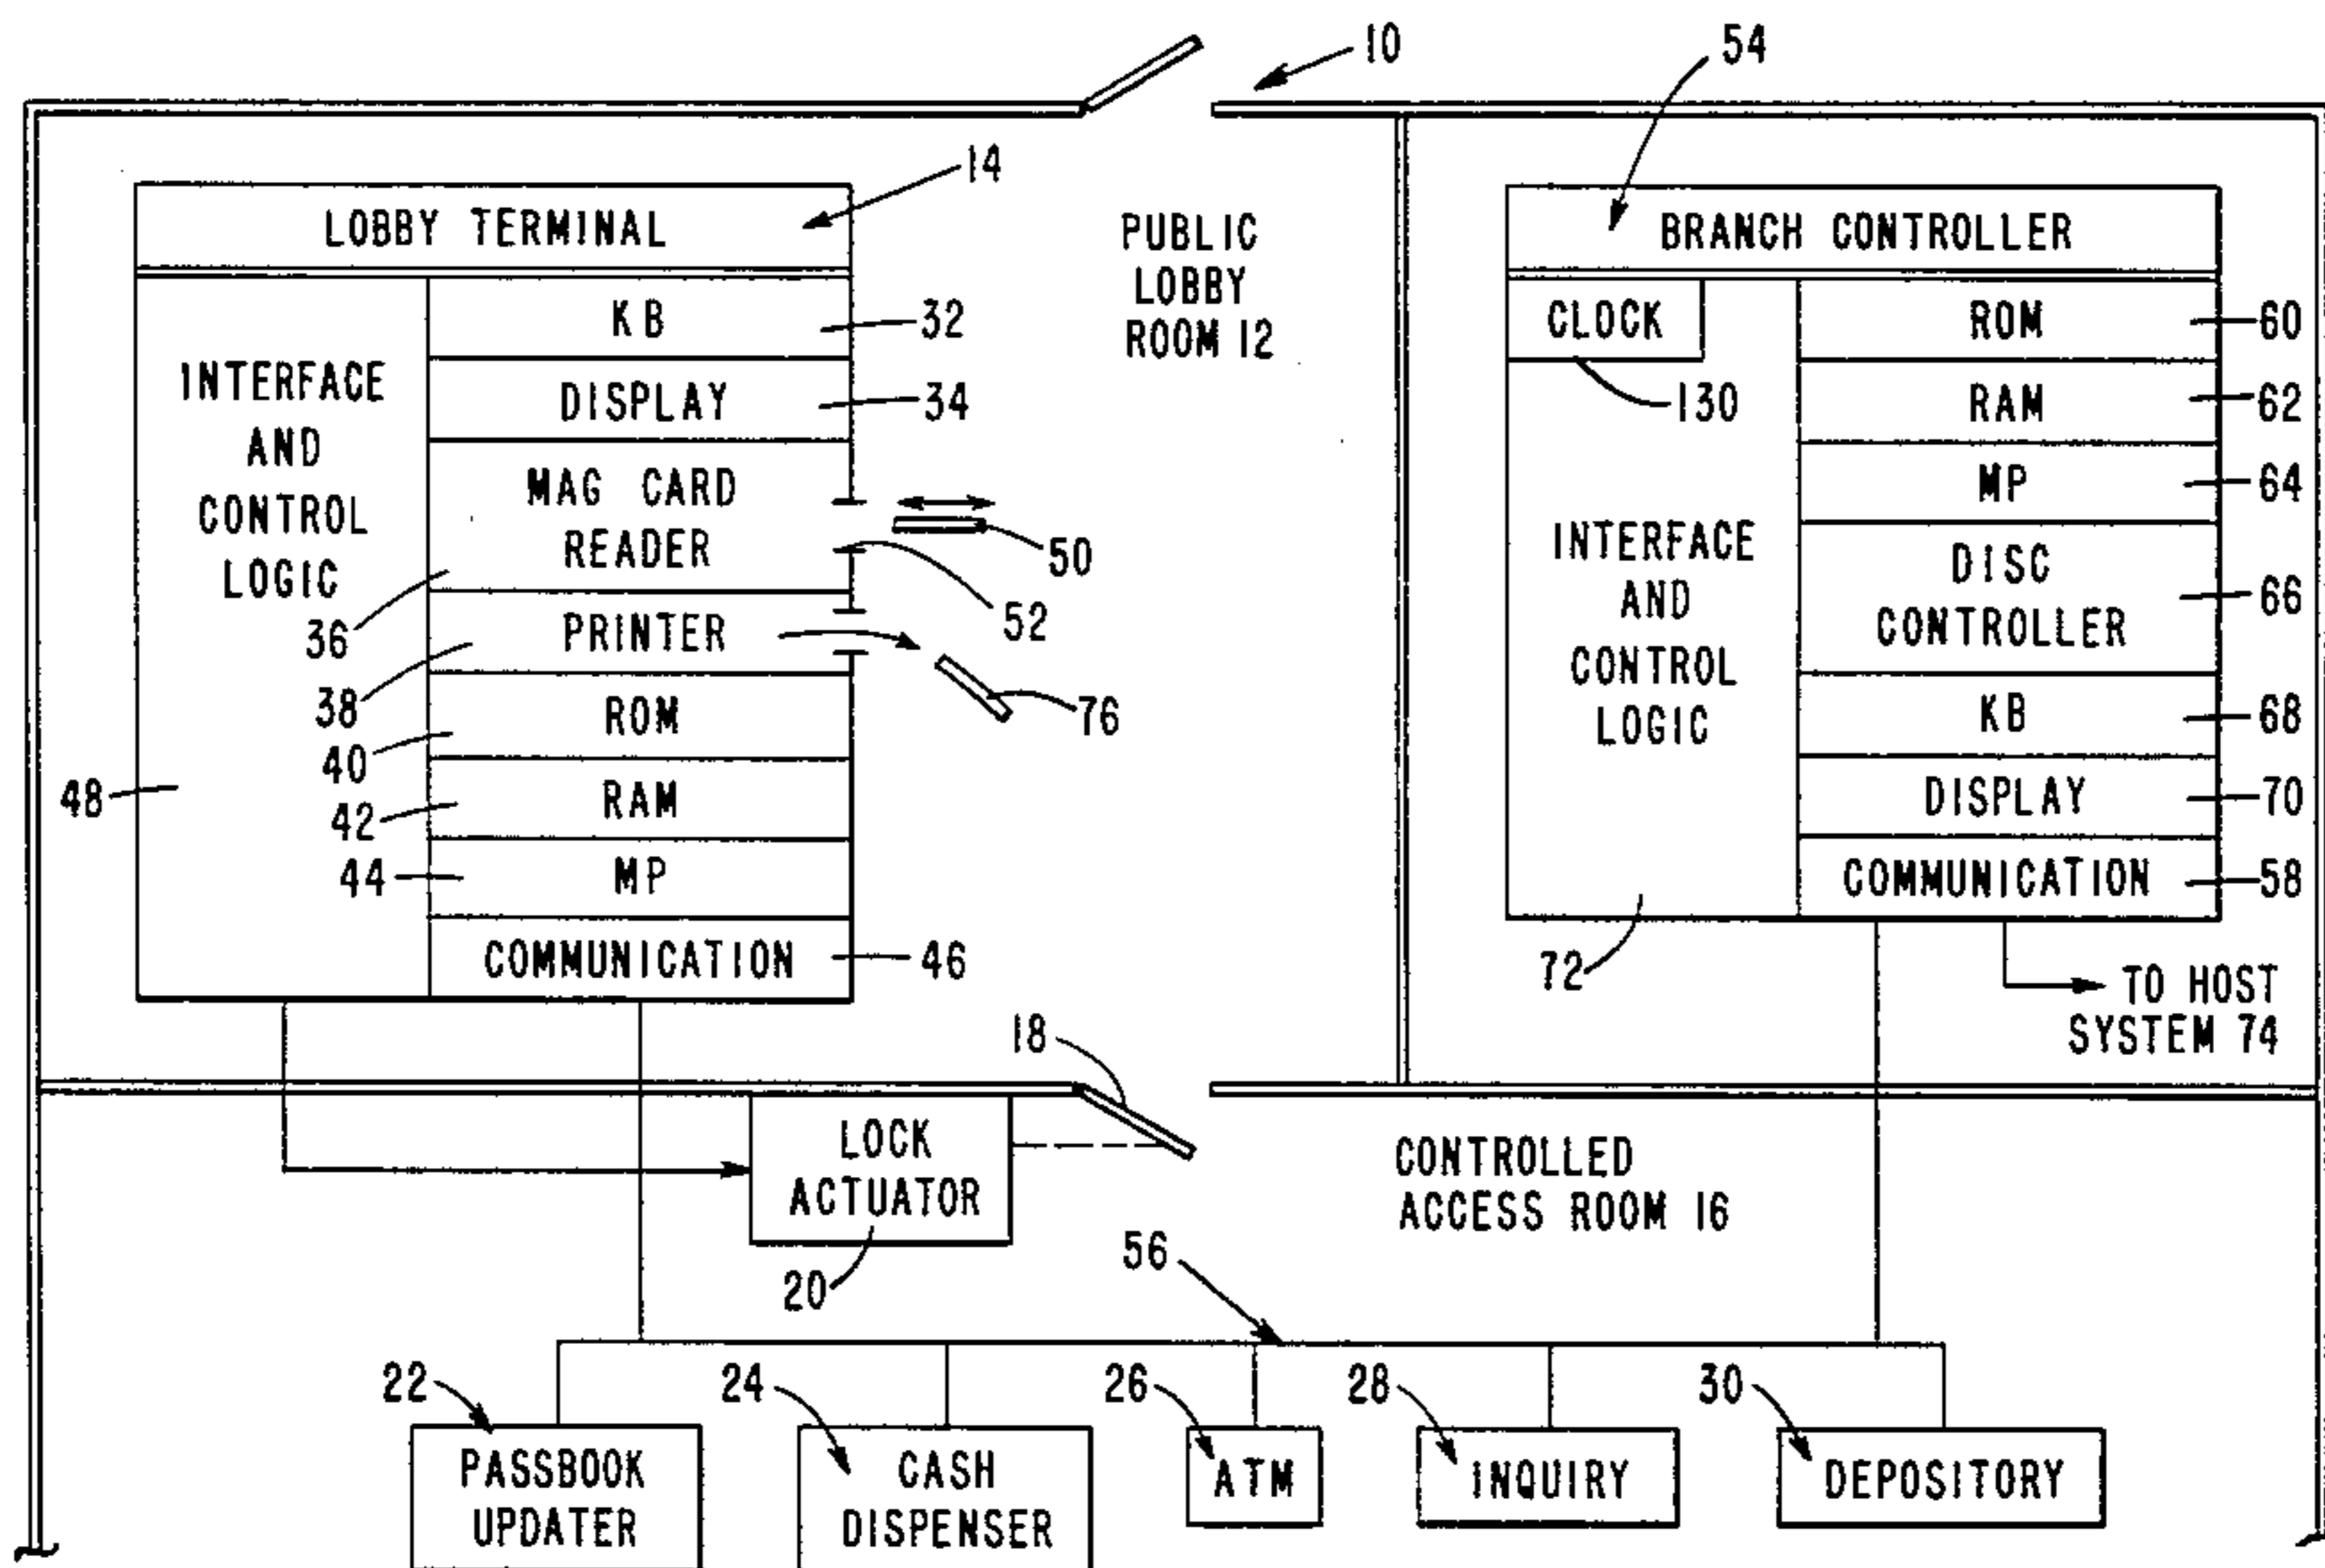 10
54
14
LOBBY TERMINAL
PUBLIC
LOBBY
ROOM 12
BRANCH CONTROLLER
KB
32
DISPLAY
34
MAG CARD
READER
50
52
36
PRINTER
38
76
ROM
40
RAM
42
MP
44
COMMUNICATION
46
INTERFACE
AND
CONTROL
LOGIC
48
CLOCK
130
ROM
60
RAM
62
MP
64
DISC
CONTROLLER
66
KB
68
DISPLAY
70
COMMUNICATION
58
INTERFACE
AND
CONTROL
LOGIC
72
TO HOST
SYSTEM 74
18
LOCK
ACTUATOR
20
CONTROLLED
ACCESS ROOM 16
56
22
PASSBOOK
UPDATER
24
CASH
DISPENSER
26
ATM
28
INQUIRY
30
DEPOSITORY